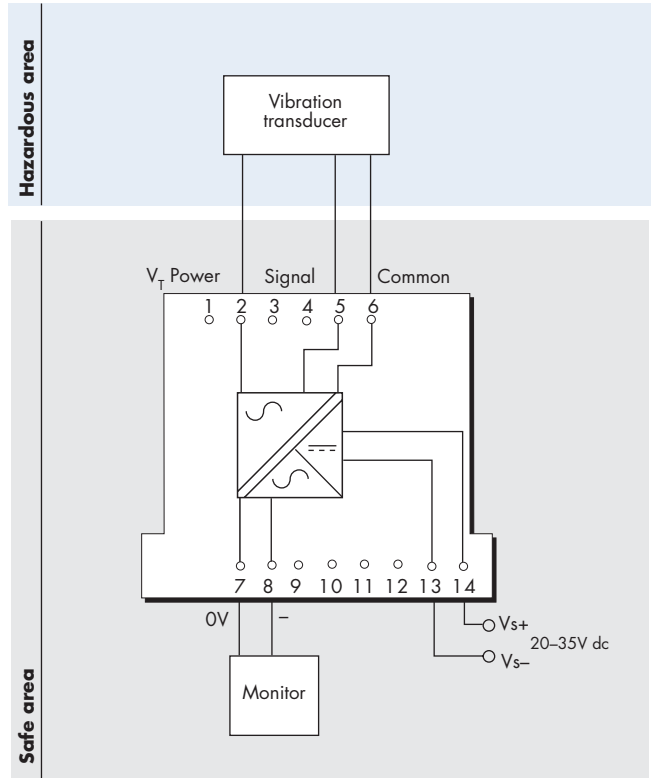 Hazardous area
Vibration
transducer
V_T Power Signal Common
1 2 3 4 5 6
7 8 9 10 11 12 13 14
0V –
Vs+
20–35V dc
Vs–
Monitor
Safe area